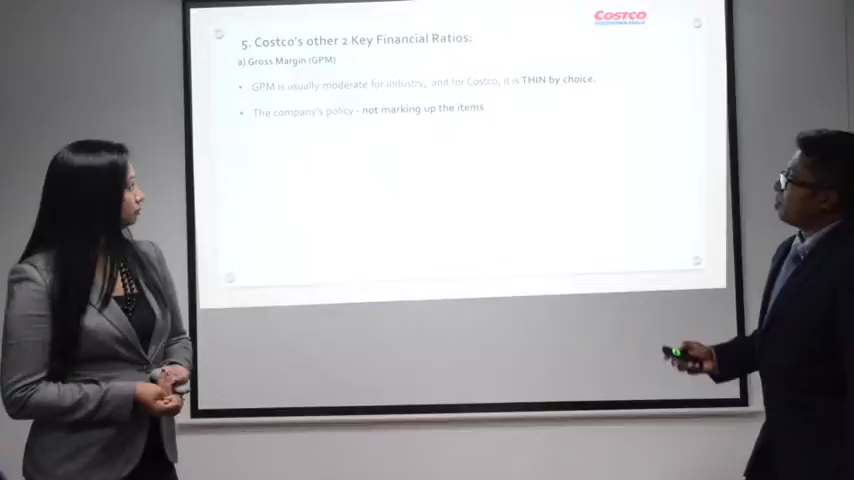 COSTCO
5. Costco's other 2 Key Financial Ratios:
a) Gross Margin (GPM)
• GPM is usually moderate for industry, and for Costco, it is THIN by choice.
• The company's policy - not marking up the items